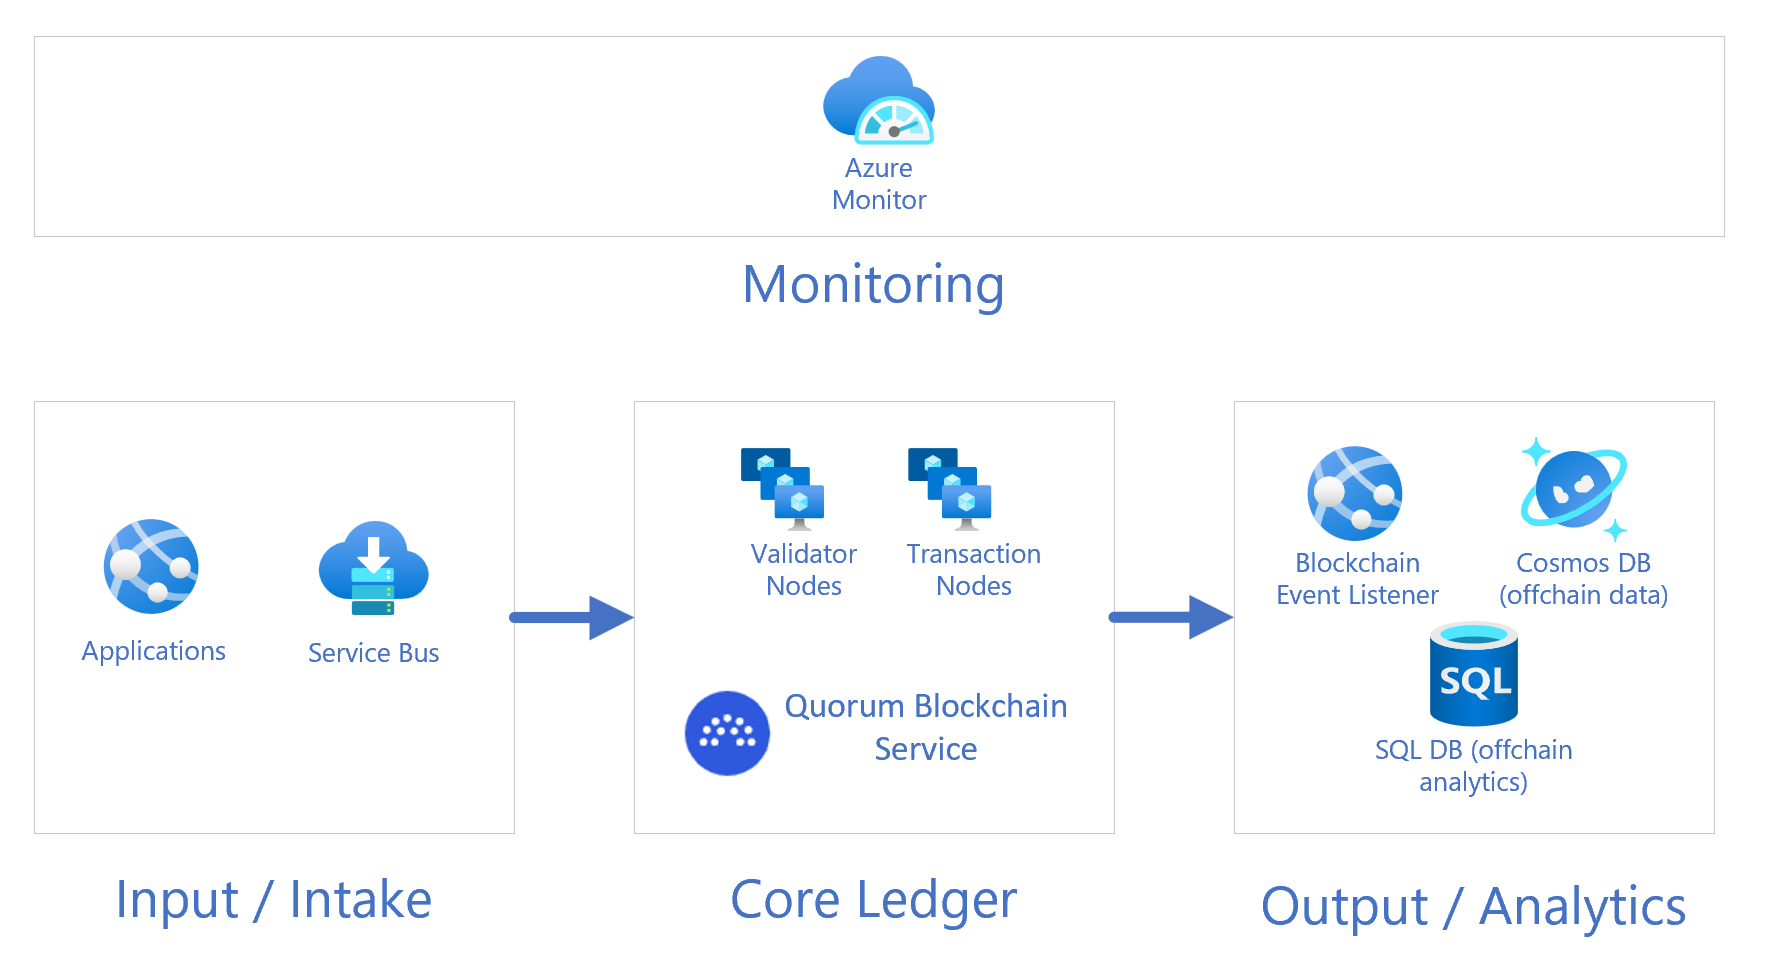 Azure
Monitor
Monitoring
Applications
Service Bus
Input / Intake
Validator
Nodes
Transaction
Nodes
Quorum Blockchain
Service
Core Ledger
Blockchain
Event Listener
Cosmos DB
(offchain data)
SQL
SQL DB (offchain
analytics)
Output / Analytics